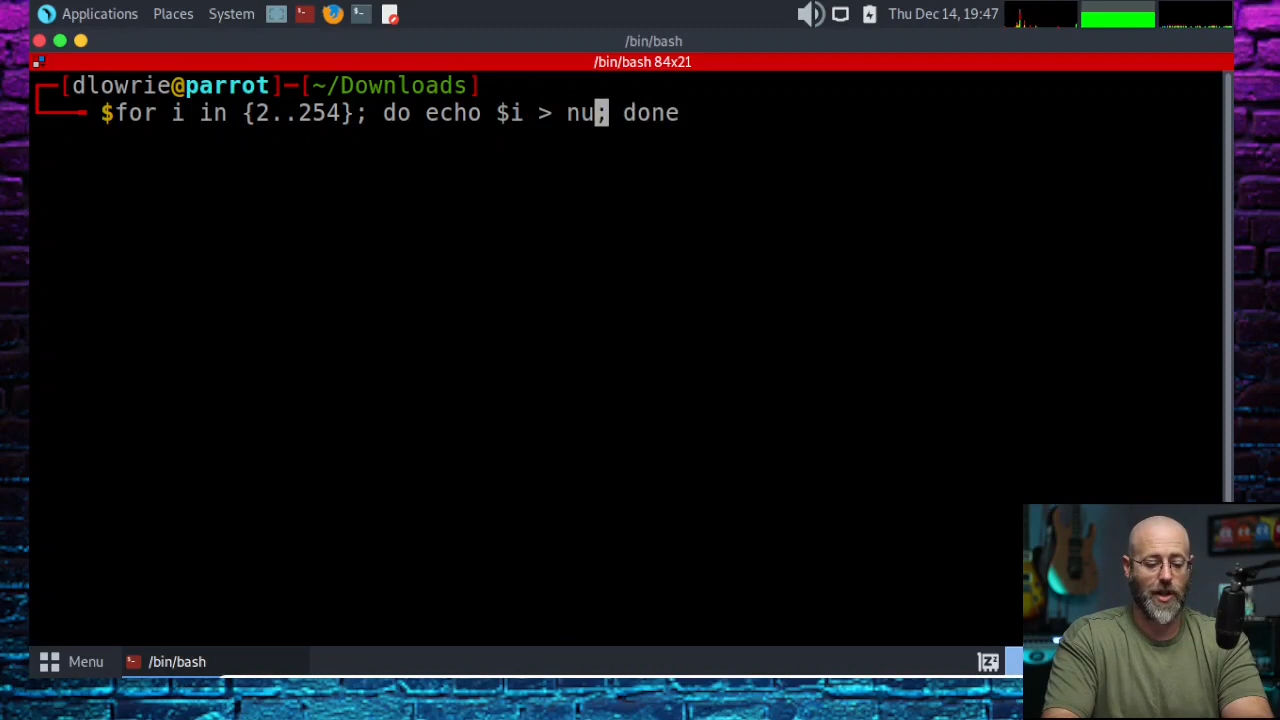 Applications Places System Thu Dec 14, 19:47
/bin/bash
/bin/bash 84x21
[dlowrie@parrot]─[~/Downloads]
$for i in {2..254}; do echo $i > nu; done
Menu /bin/bash